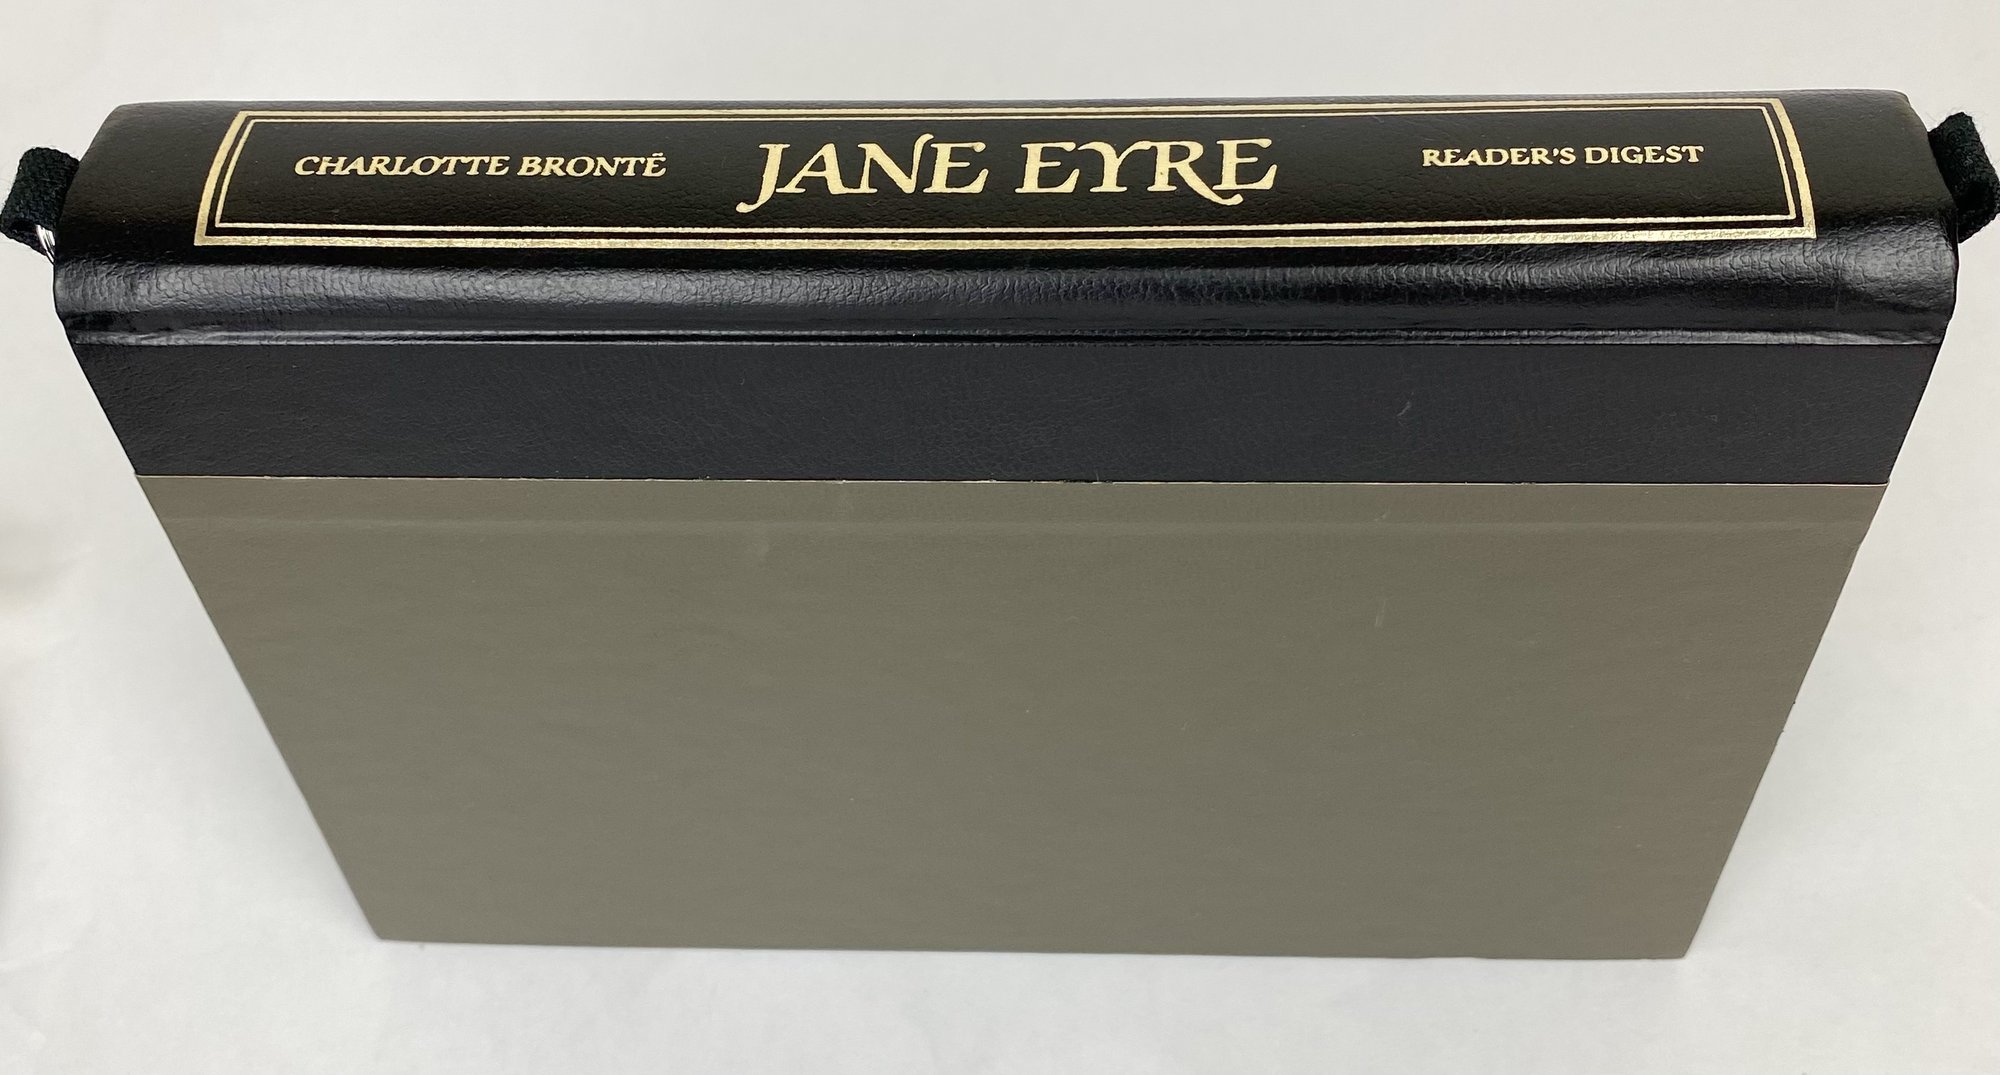 CHARLOTTE BRONTË JANE EYRE READER'S DIGEST